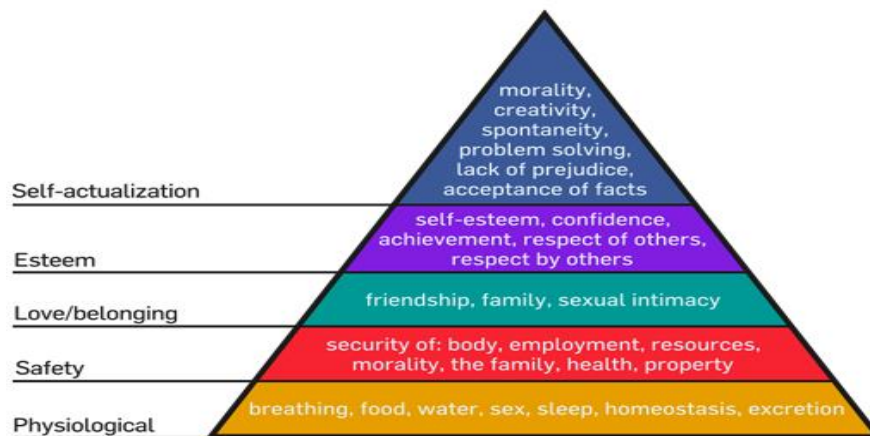 morality,
creativity,
spontaneity,
problem solving,
lack of prejudice,
acceptance of facts
Self-actualization
self-esteem, confidence,
achievement, respect of others,
respect by others
Esteem
friendship, family, sexual intimacy
Love/belonging
security of: body, employment, resources,
morality, the family, health, property
Safety
breathing, food, water, sex, sleep, homeostasis, excretion
Physiological